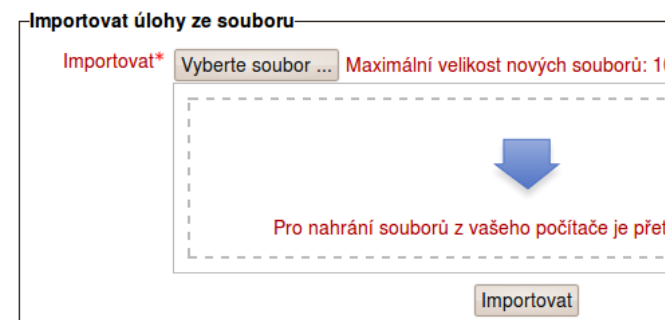 Importovat úlohy ze souboru
Importovat* Vyberte soubor ... Maximální velikost nových souborů:
Pro nahrání souborů z vašeho počítače je
Importovat